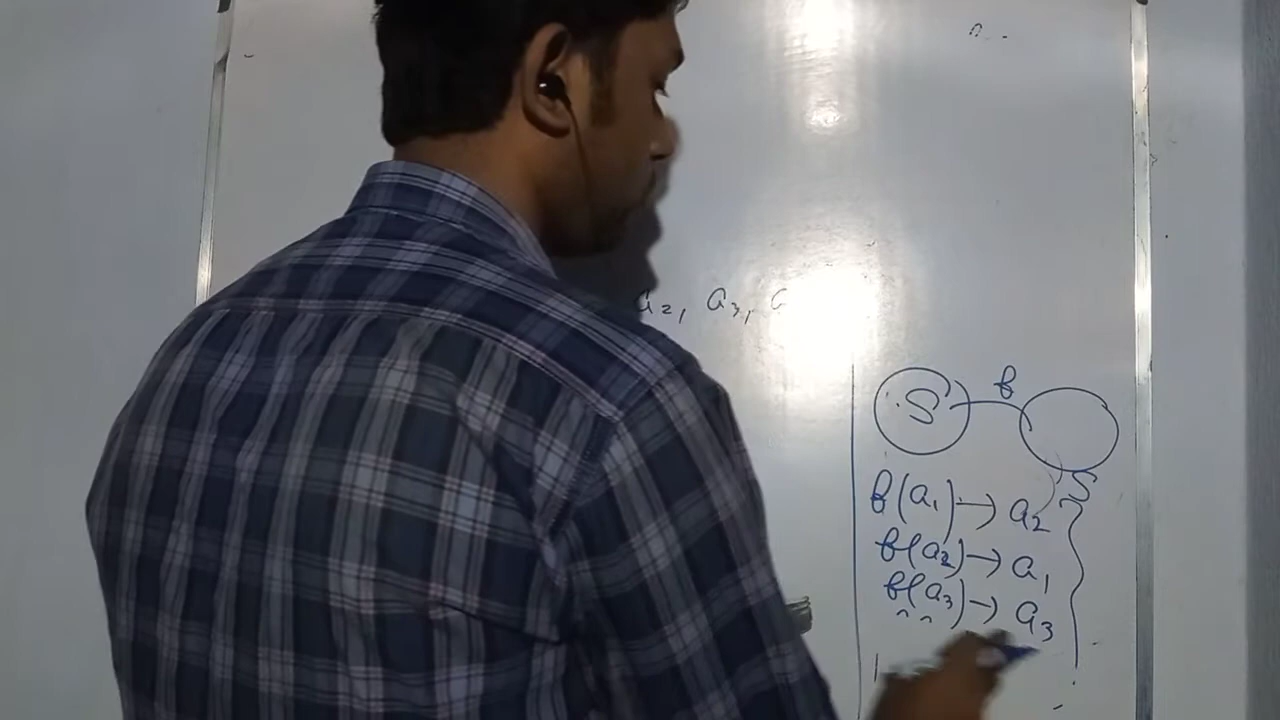 a2, a3,
S f
S
f(a1) → a2
f(a2) → a1
f(a3) → a3